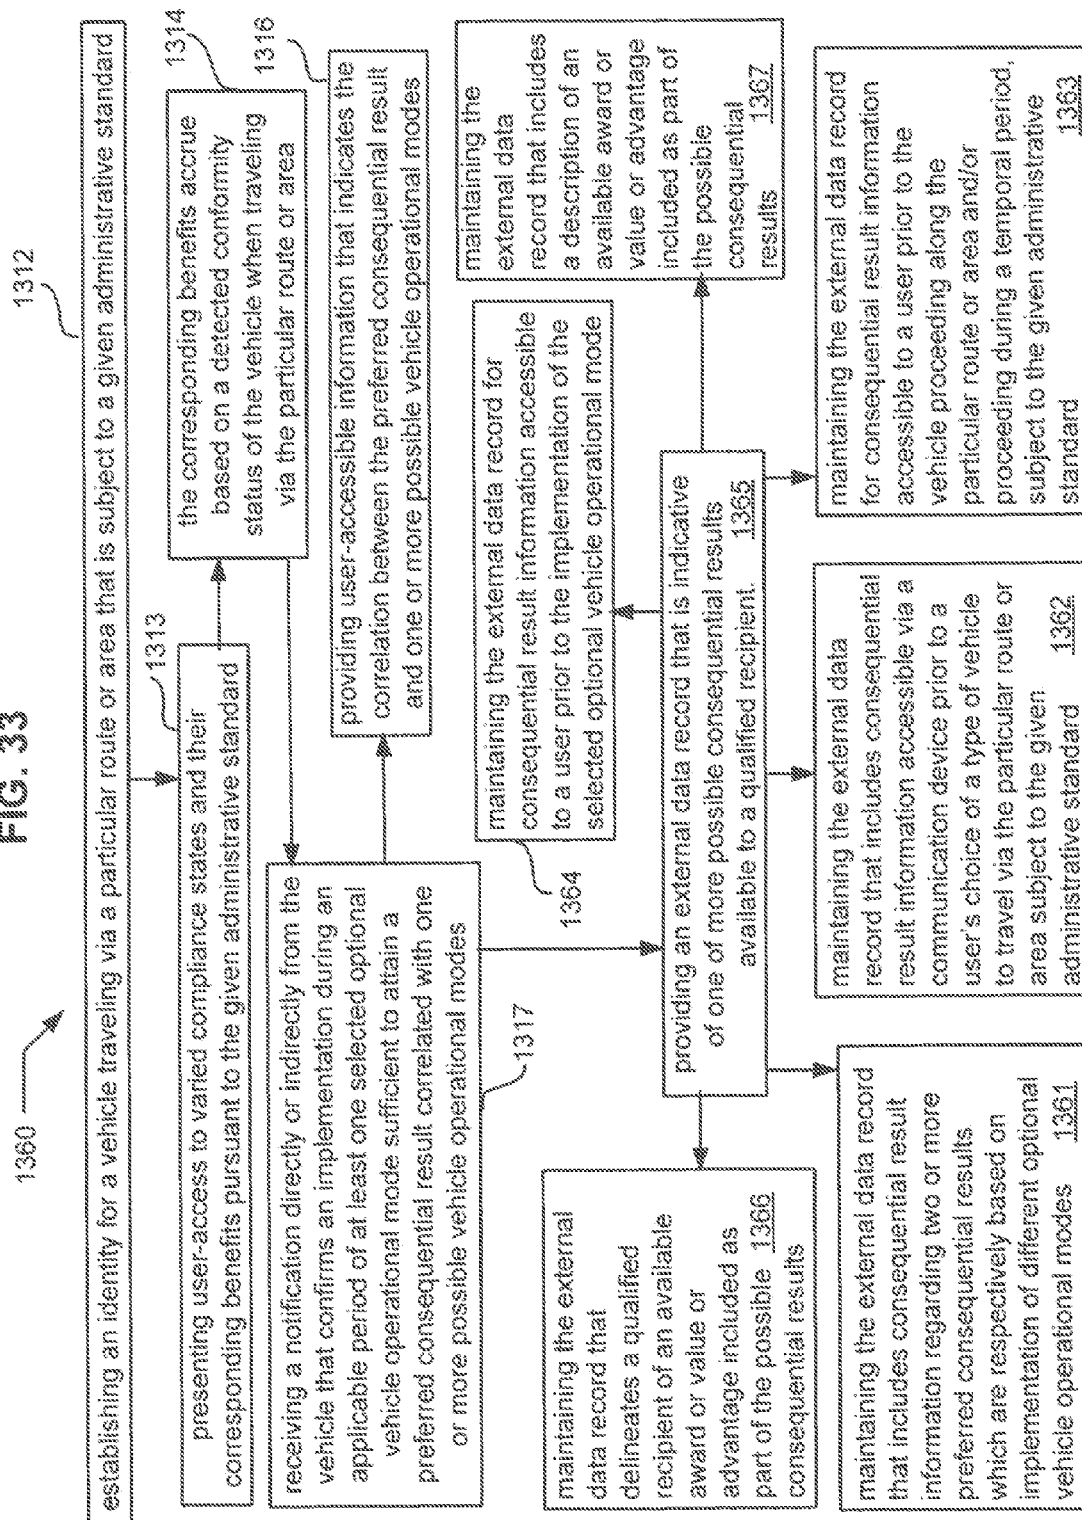 FIG. 33
1360
1312
establishing an identity for a vehicle traveling via a particular route or area that is subject to a given administrative standard
1313
presenting user-access to varied compliance states and their
corresponding benefits pursuant to the given administrative standard
1314
the corresponding benefits accrue
based on a detected conformity
status of the vehicle when traveling
via the particular route or area
1316
receiving a notification directly or indirectly from the
vehicle that confirms an implementation during an
applicable period of at least one selected optional
vehicle operational mode sufficient to attain a
preferred consequential result correlated with one
or more possible vehicle operational modes
1317
providing user-accessible information that indicates the
correlation between the preferred consequential result
and one or more possible vehicle operational modes
maintaining the external data record for
consequential result information accessible
to a user prior to the implementation of the
selected optional vehicle operational mode
1364
maintaining the
external data
record that includes
a description of an
available award or
value or advantage
included as part of
the possible
consequential
results 1367
providing an external data record that is indicative
of one of more possible consequential results
available to a qualified recipient. 1365
maintaining the external
data record that
delineates a qualified
recipient of an available
award or value or
advantage included as
part of the possible 1366
consequential results
maintaining the external data record
that includes consequential result
information regarding two or more
preferred consequential results
which are respectively based on
implementation of different optional
vehicle operational modes 1361
maintaining the external data
record that includes consequential
result information accessible via a
communication device prior to a
user's choice of a type of vehicle
to travel via the particular route or
area subject to the given
administrative standard 1362
maintaining the external data record
for consequential result information
accessible to a user prior to the
vehicle proceeding along the
particular route or area and/or
proceeding during a temporal period,
subject to the given administrative
standard 1363